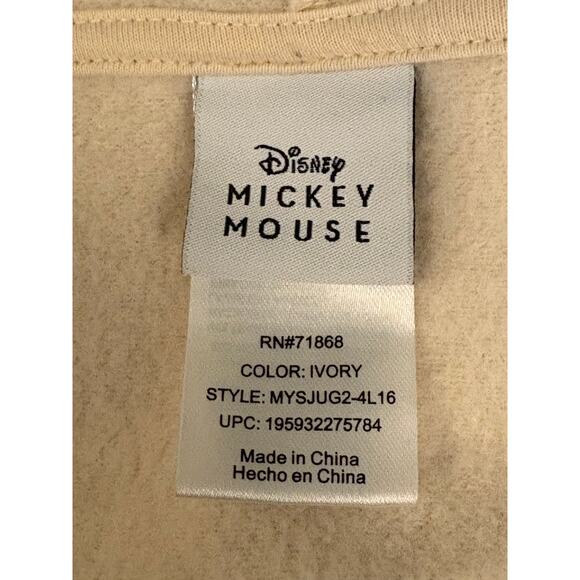 Disney
MICKEY
MOUSE
RN#71868
COLOR: IVORY
STYLE: MYSJUG2-4L16
UPC: 195932275784
Made in China
Hecho en China